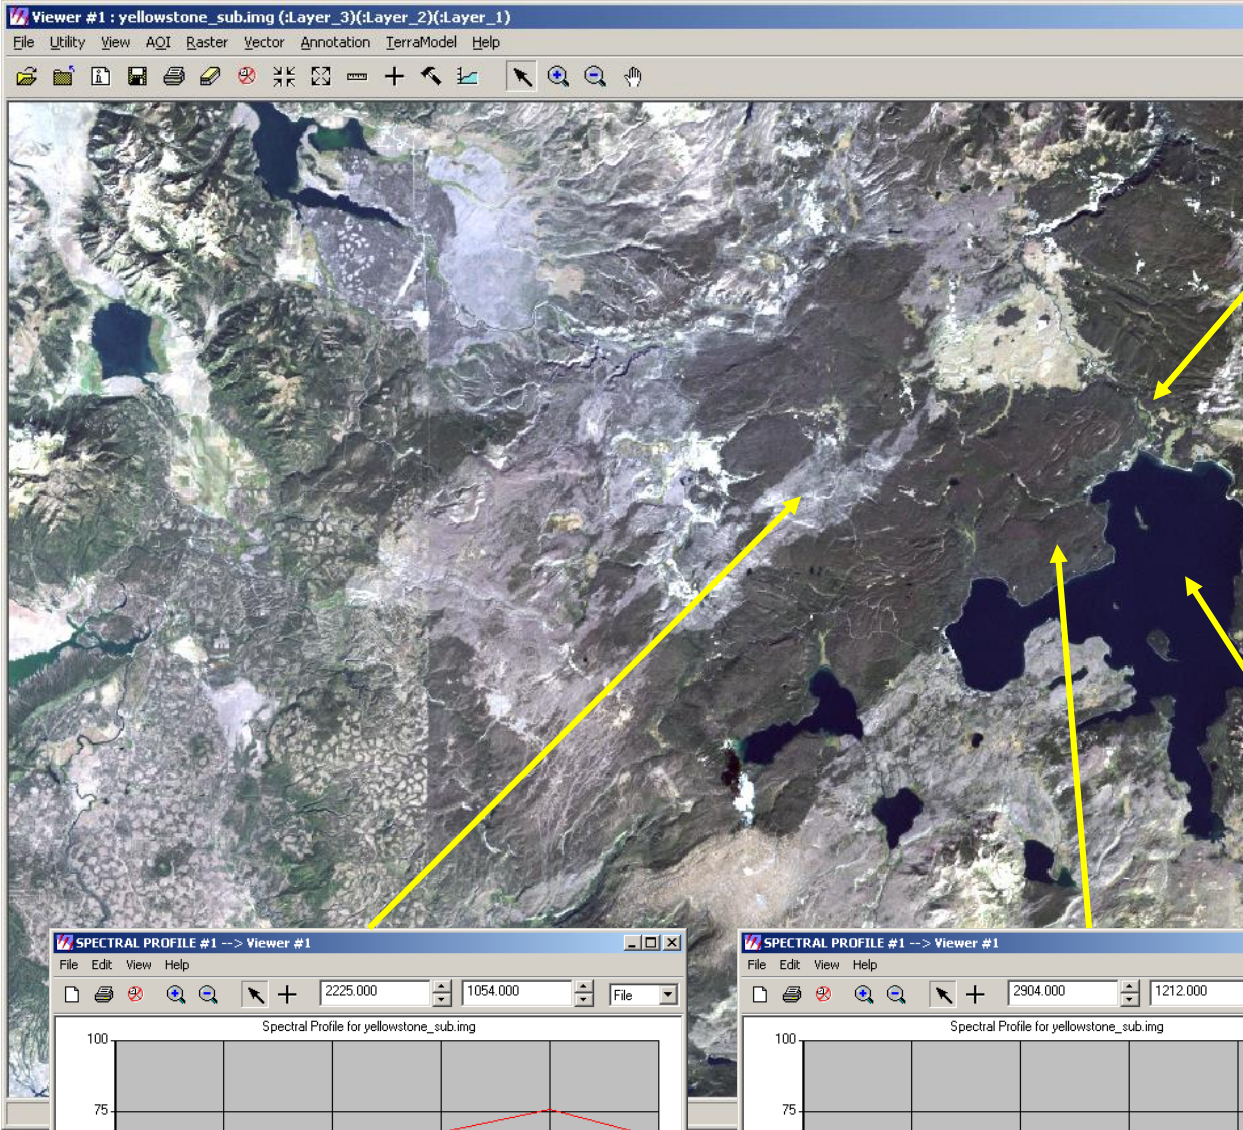 Viewer #1 : yellowstone_sub.img (:Layer_3)(:Layer_2)(:Layer_1)
File Utility View AOI Raster Vector Annotation TerraModel Help
SPECTRAL PROFILE #1 --> Viewer #1
File Edit View Help
2225.000 1054.000 File
Spectral Profile for yellowstone_sub.img
100
75
SPECTRAL PROFILE #1 --> Viewer #1
File Edit View Help
2904.000 1212.000
Spectral Profile for yellowstone_sub.img
100
75